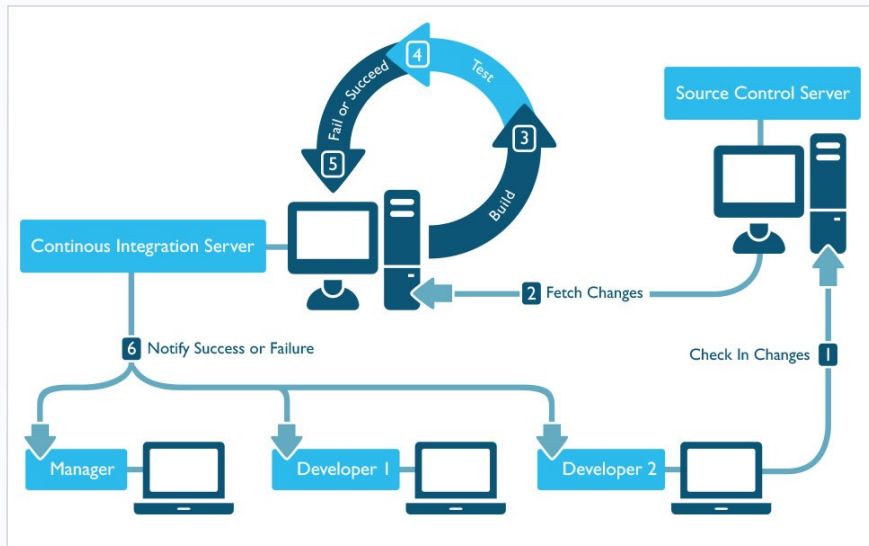 4
Test
Fail or Succeed
5
3
Build
Source Control Server
Continous Integration Server
2 Fetch Changes
6 Notify Success or Failure
Check In Changes 1
Manager
Developer 1
Developer 2